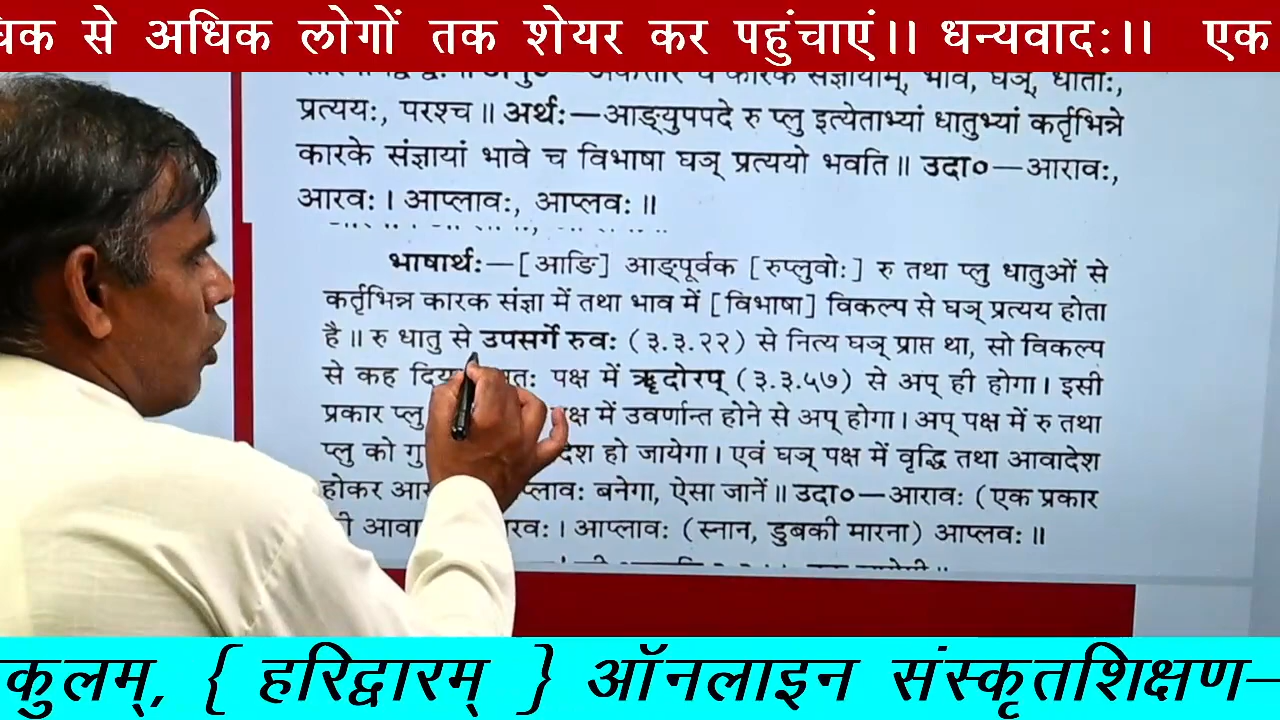 से अधिक लोगों तक शेयर कर पहुंचाएं।। धन्यवादः।। एक
प्रत्ययः, परश्च ॥ अर्थः—आङ्युपपदे रु प्लु इत्येताभ्यां धातुभ्यां कर्तृभिन्ने
कारके संज्ञायां भावे च विभाषा घञ् प्रत्ययो भवति ॥ उदा०—आरावः,
आरवः । आप्लावः, आप्लवः ॥
भाषार्थः—[आङि] आङ्पूर्वक [रुप्लुवोः] रु तथा प्लु धातुओं से
कर्तृभिन्न कारक संज्ञा में तथा भाव में [विभाषा] विकल्प से घञ् प्रत्यय होता
है ॥ रु धातु से उपसर्गे रुवः (३.३.२२) से नित्य घञ् प्राप्त था, सो विकल्प
से कह पक्ष में ॠदोरप् (३.३.५७) से अप् ही होगा। इसी
प्रकार प्लु में उवर्णान्त होने से अप् होगा। अप् पक्ष में रु तथा
प्लु को हो जायेगा। एवं घञ् पक्ष में वृद्धि तथा आवादेश
होकर बनेगा, ऐसा जानें ॥ उदा०—आरावः (एक प्रकार
आप्लावः (स्नान, डुबकी मारना) आप्लवः ॥
कुलम्, { हरिद्वारम् } ऑनलाइन संस्कृतशिक्षण—